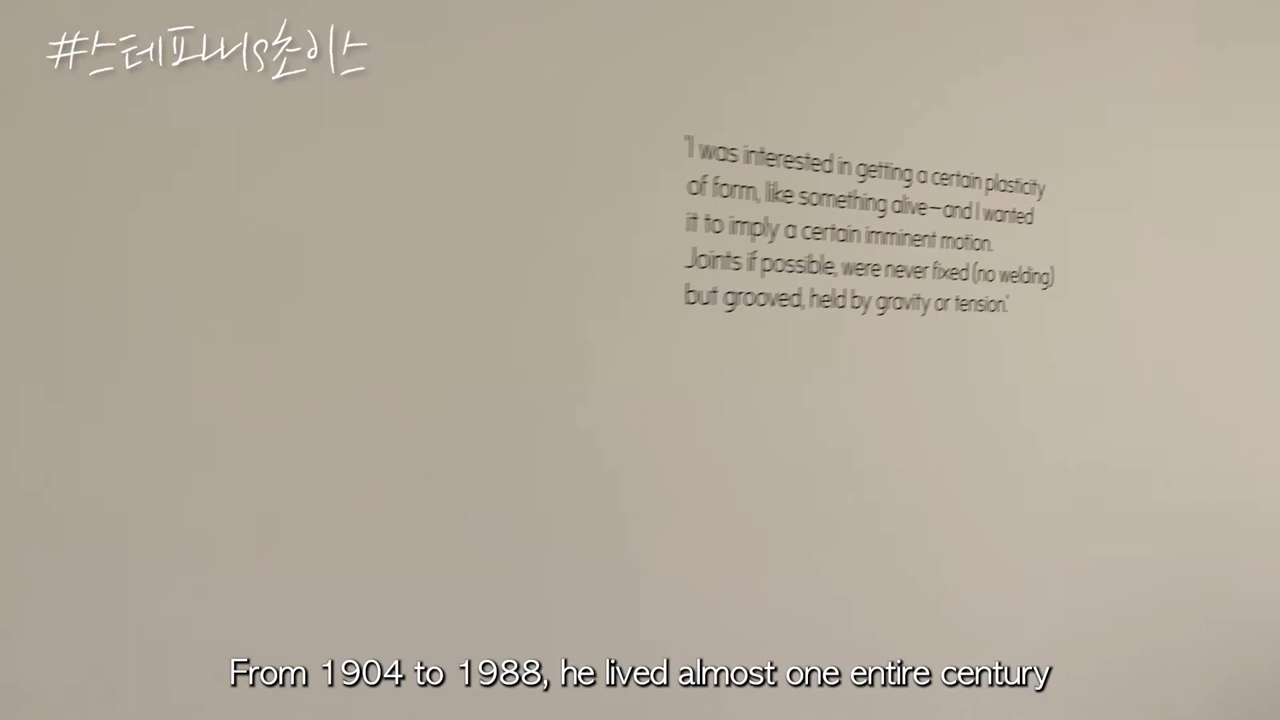 #스테파니s초이스
'I was interested in getting a certain plasticity
of form, like something alive—and I wanted
it to imply a certain imminent motion.
Joints if possible, were never fixed (no welding)
but grooved, held by gravity or tension.'
From 1904 to 1988, he lived almost one entire century